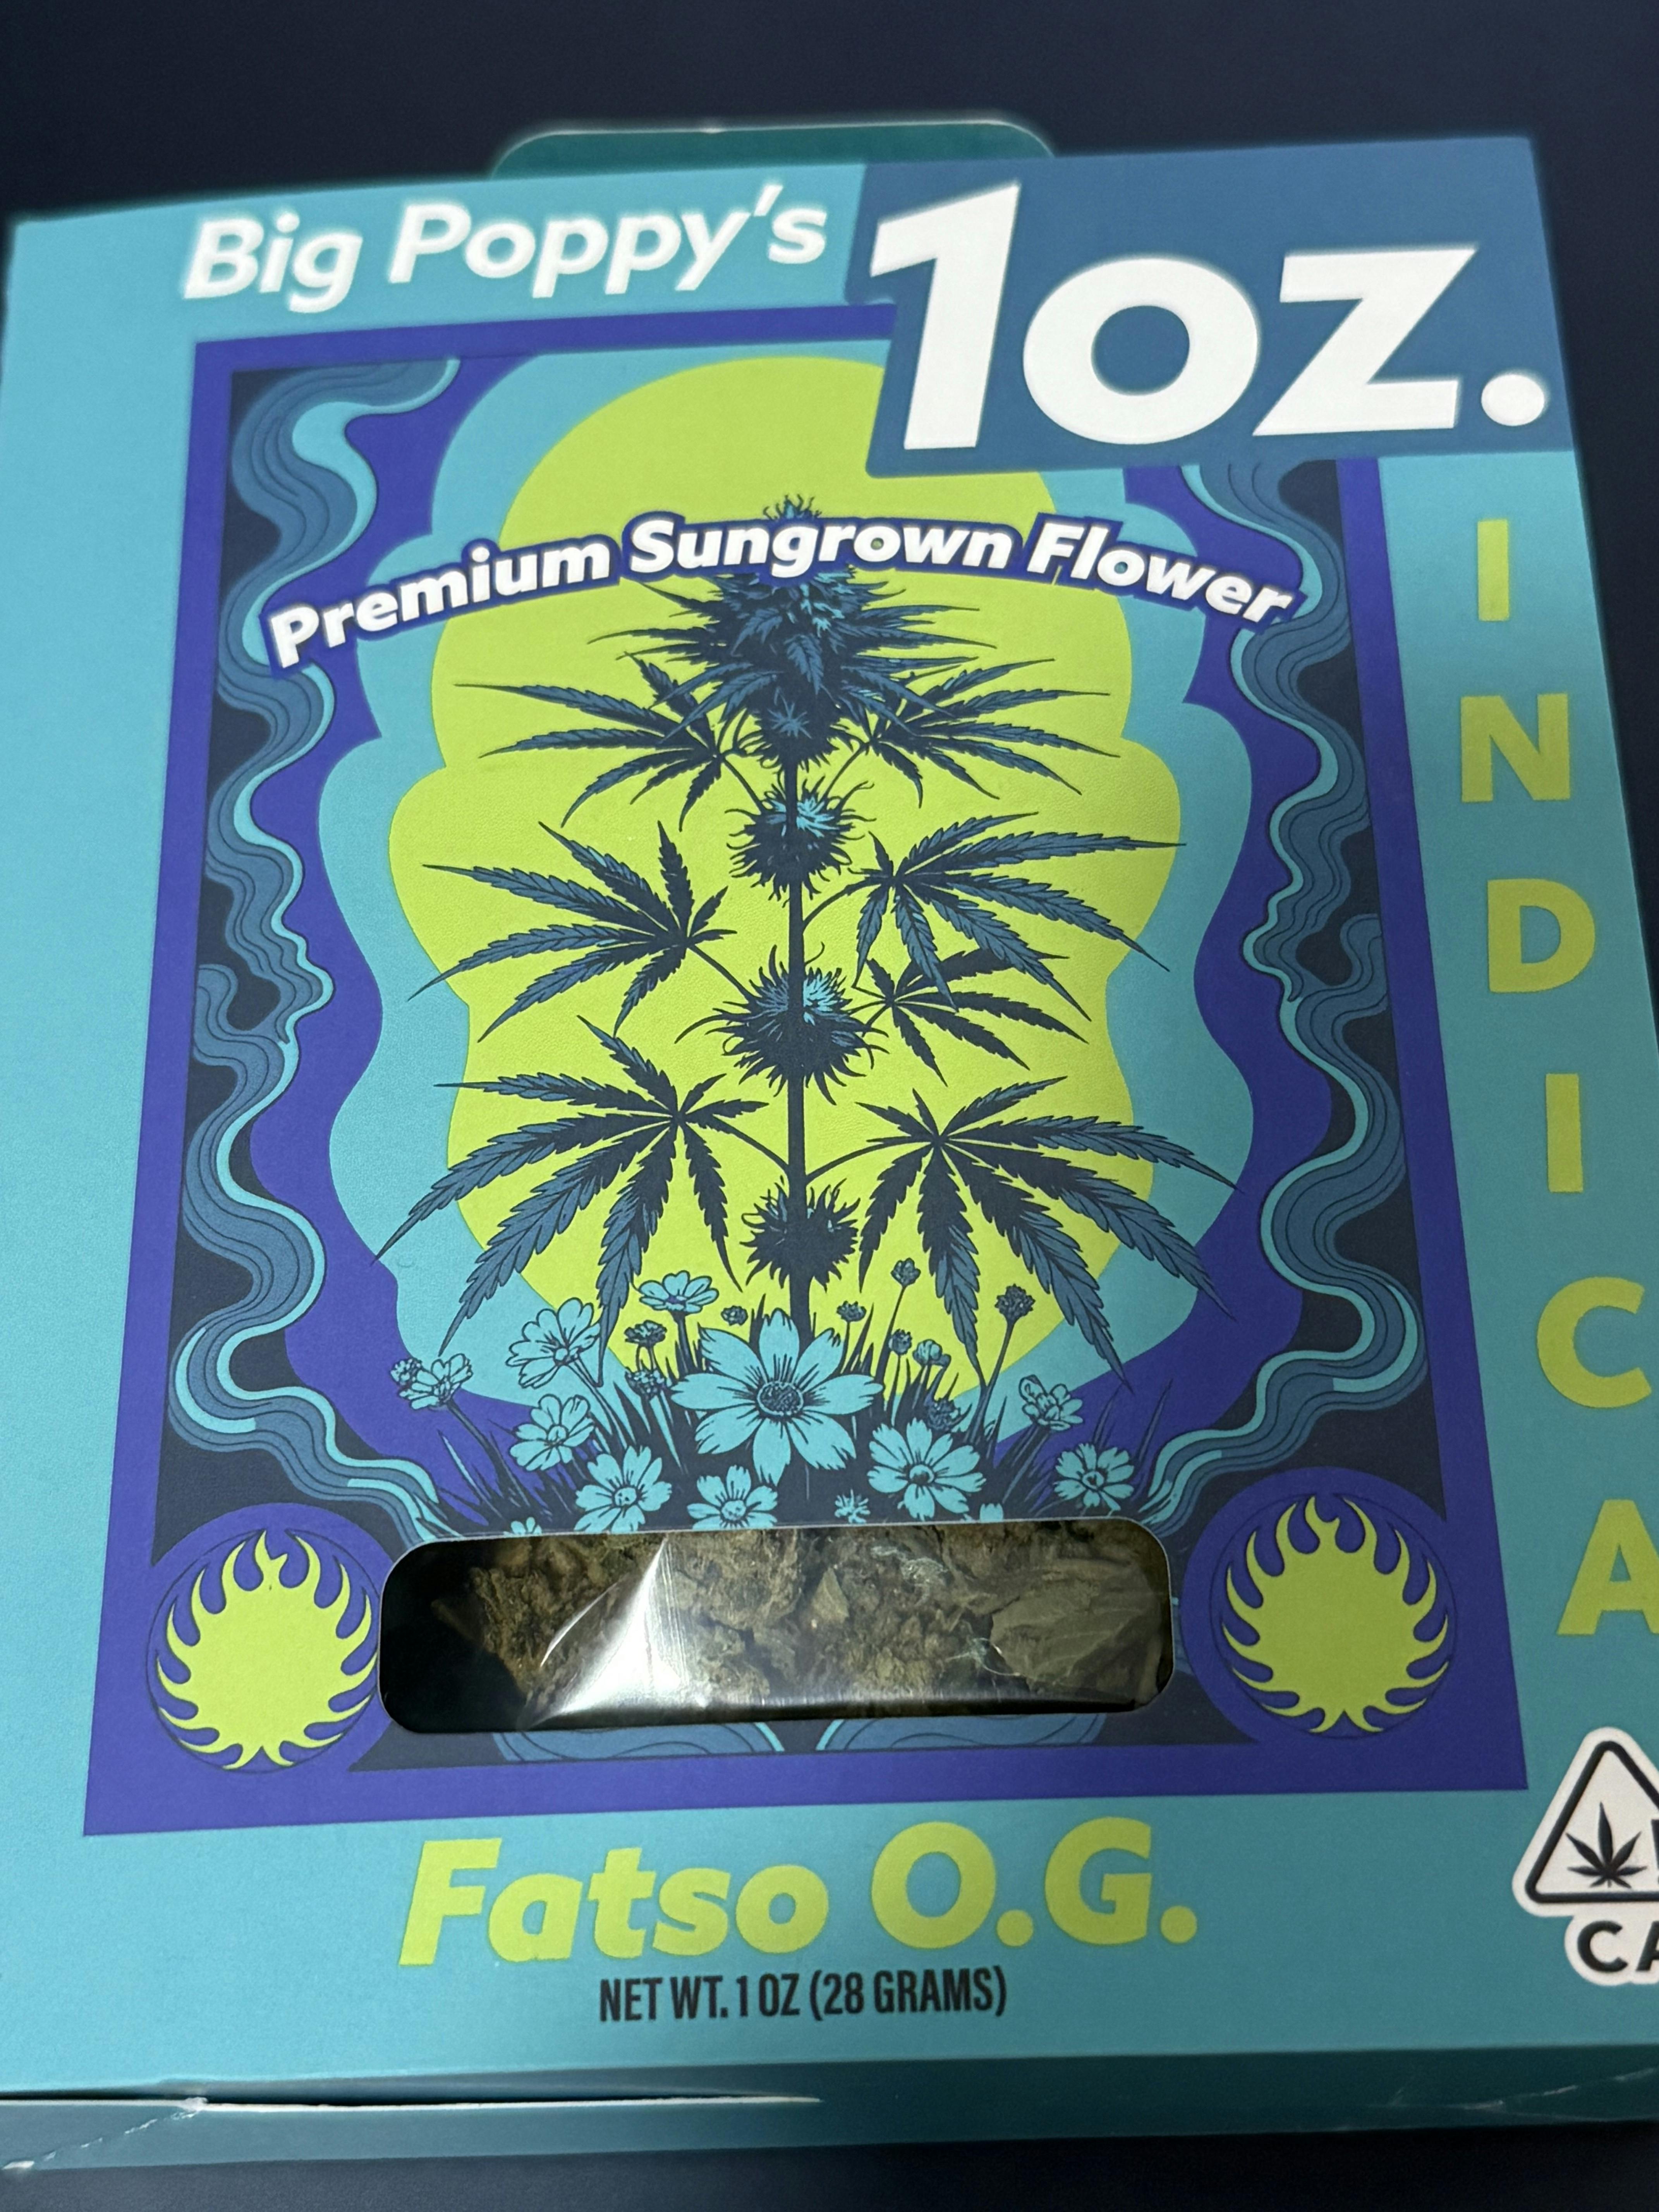 Big Poppy's
1oz.
Premium Sungrown Flower
INDICA
Fatso O.G.
NET WT. 1 OZ (28 GRAMS)